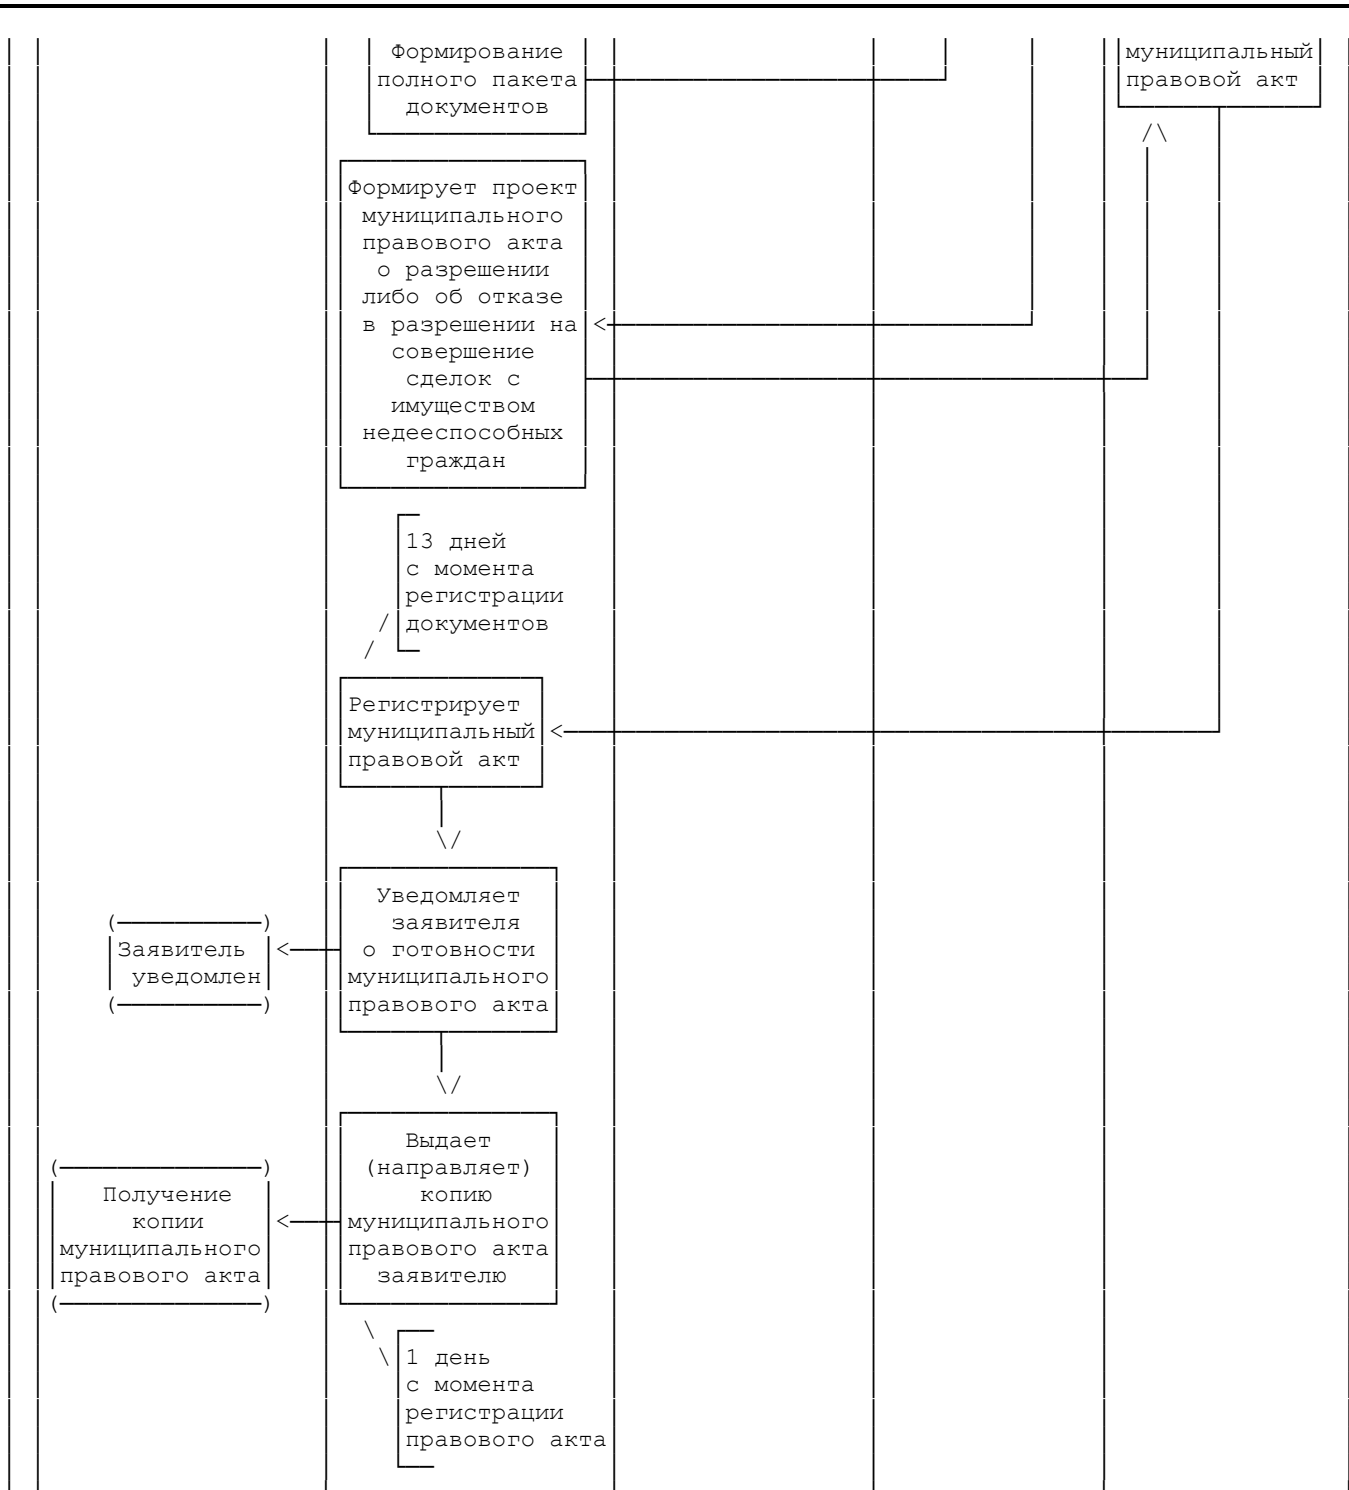 Формирование
полного пакета
документов
муниципальный
правовой акт
Формирует проект
муниципального
правового акта
о разрешении
либо об отказе
в разрешении на
совершение
сделок с
имуществом
недееспособных
граждан
13 дней
с момента
регистрации
документов
Регистрирует
муниципальный
правовой акт
Уведомляет
заявителя
о готовности
муниципального
правового акта
Заявитель
уведомлен
Выдает
(направляет)
копию
муниципального
правового акта
заявителю
Получение
копии
муниципального
правового акта
1 день
с момента
регистрации
правового акта